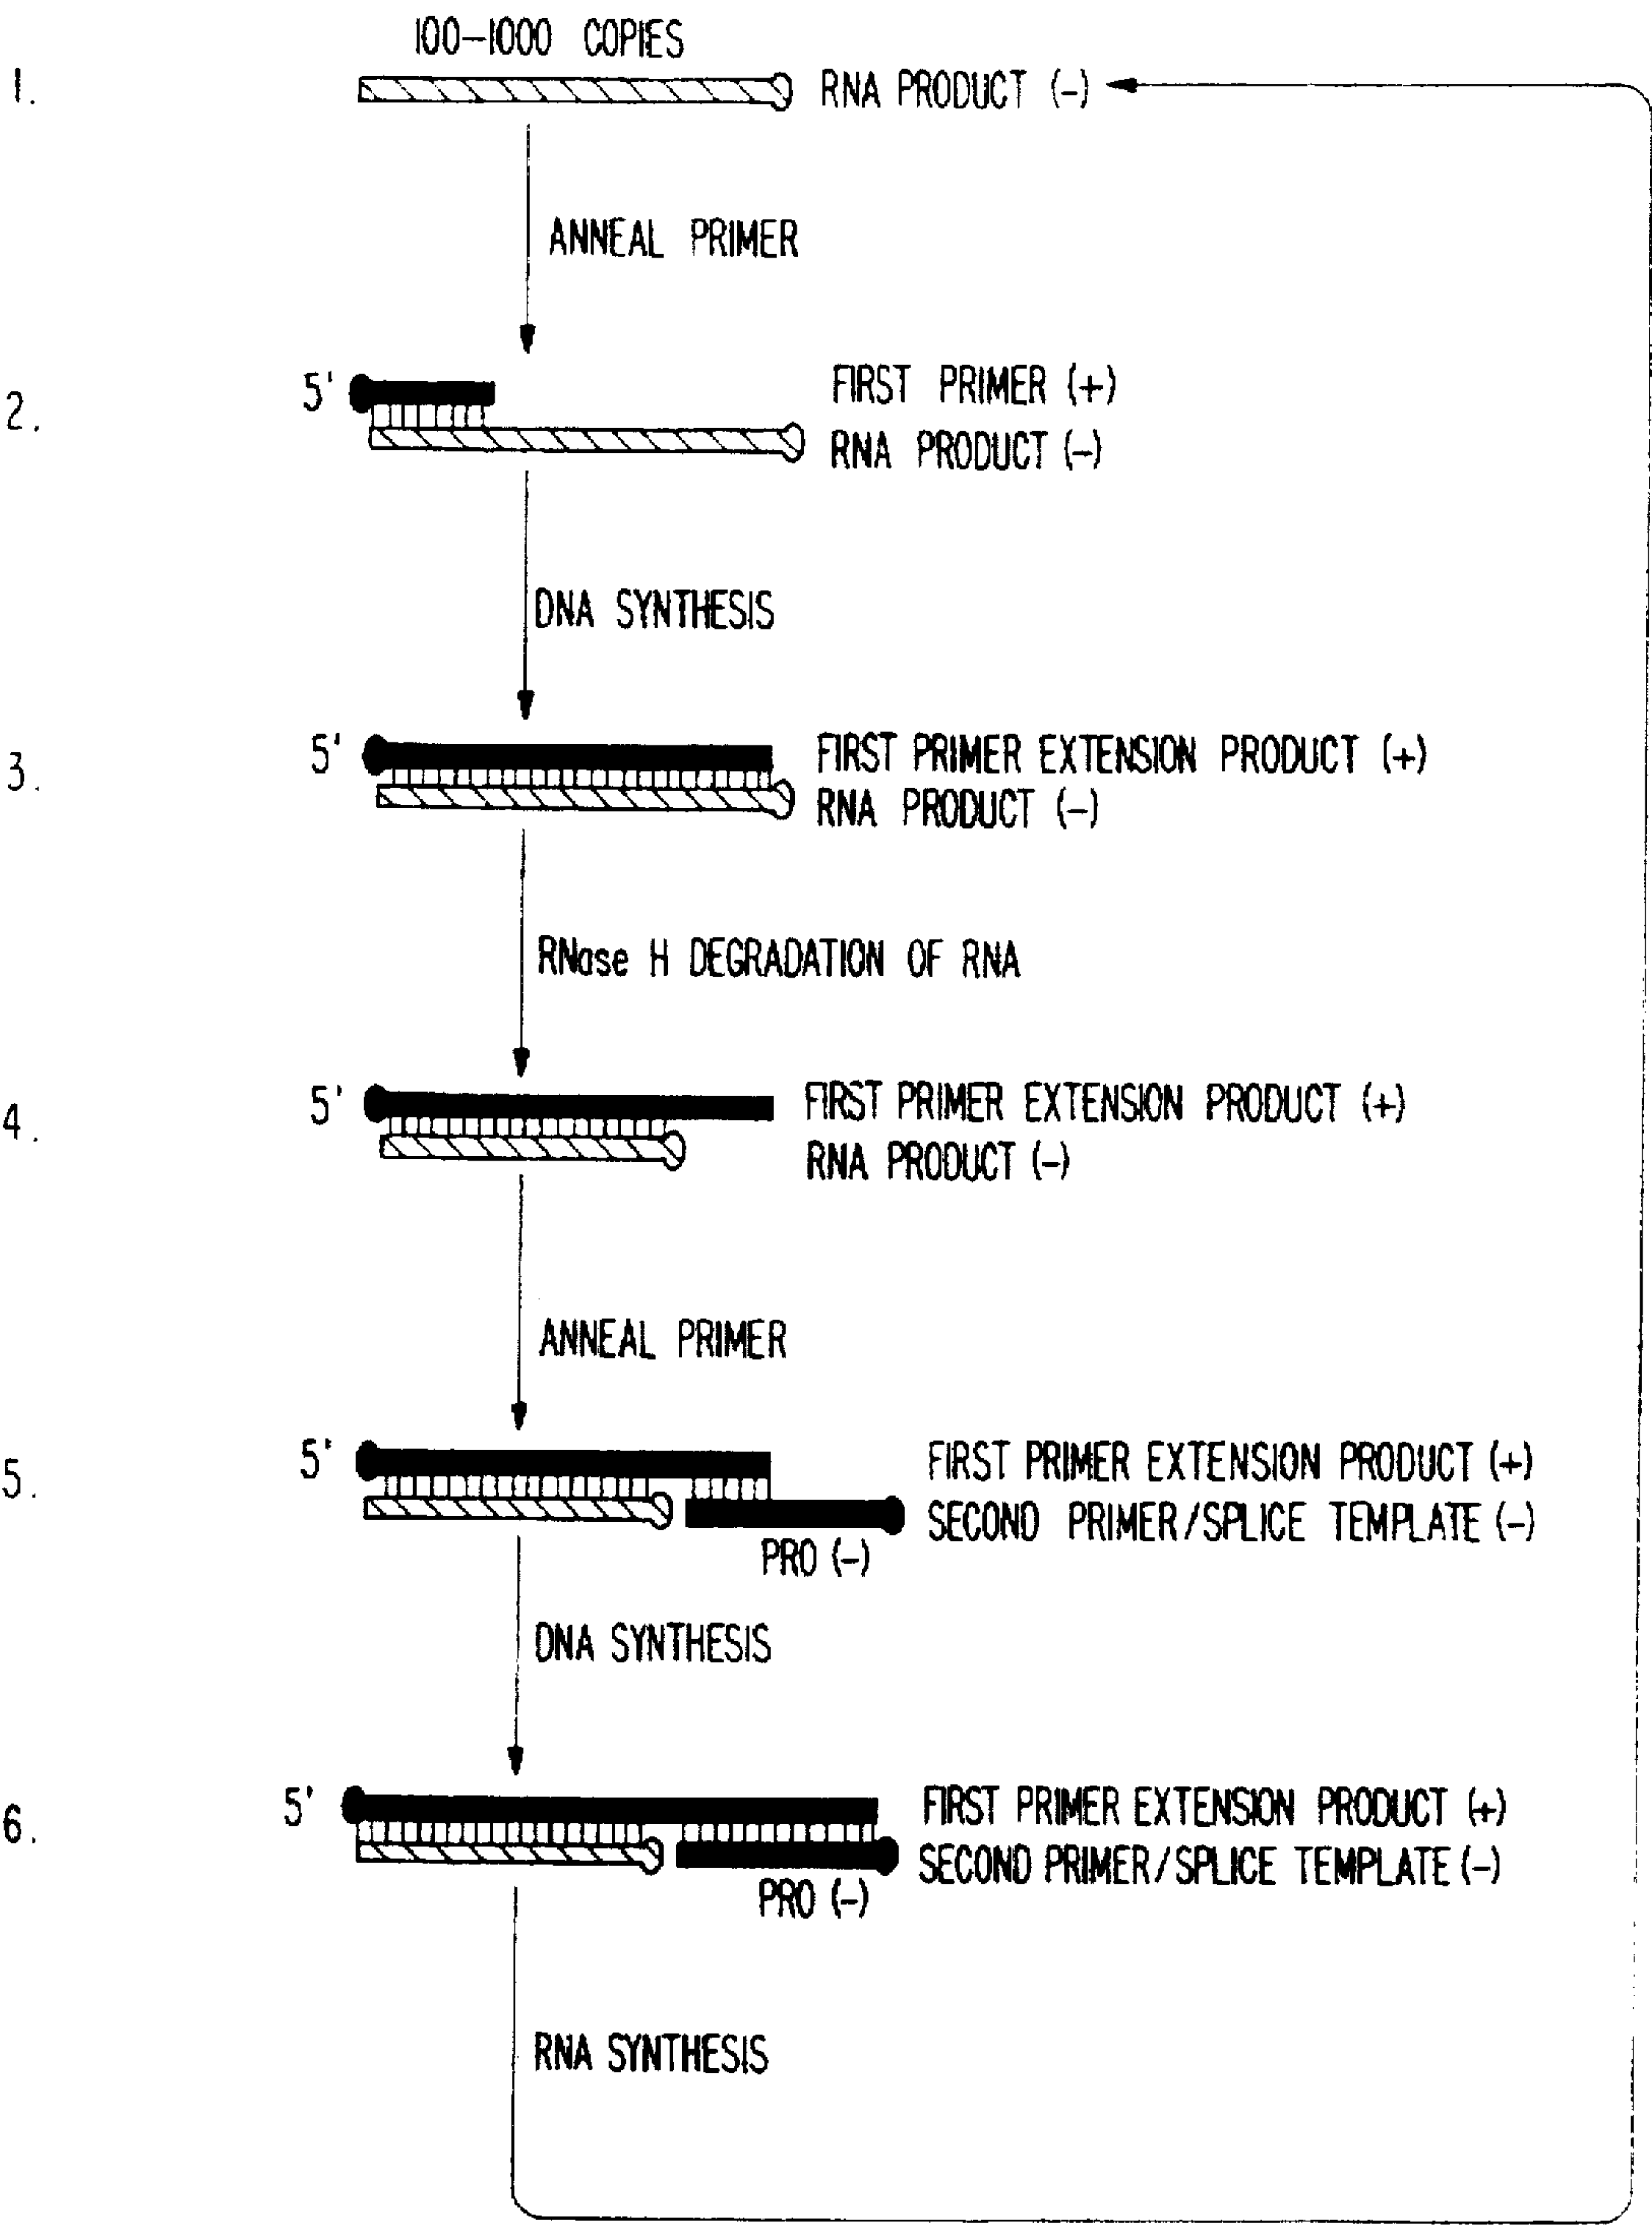 100-1000 COPIES
1.
RNA PRODUCT (-)
ANNEAL PRIMER
2.
5'
FIRST PRIMER (+)
RNA PRODUCT (-)
DNA SYNTHESIS
3.
5'
FIRST PRIMER EXTENSION PRODUCT (+)
RNA PRODUCT (-)
RNase H DEGRADATION OF RNA
4.
5'
FIRST PRIMER EXTENSION PRODUCT (+)
RNA PRODUCT (-)
ANNEAL PRIMER
5.
5'
FIRST PRIMER EXTENSION PRODUCT (+)
SECOND PRIMER/SPLICE TEMPLATE (-)
PRO (-)
DNA SYNTHESIS
6.
5'
FIRST PRIMER EXTENSION PRODUCT (+)
SECOND PRIMER/SPLICE TEMPLATE (-)
PRO (-)
RNA SYNTHESIS